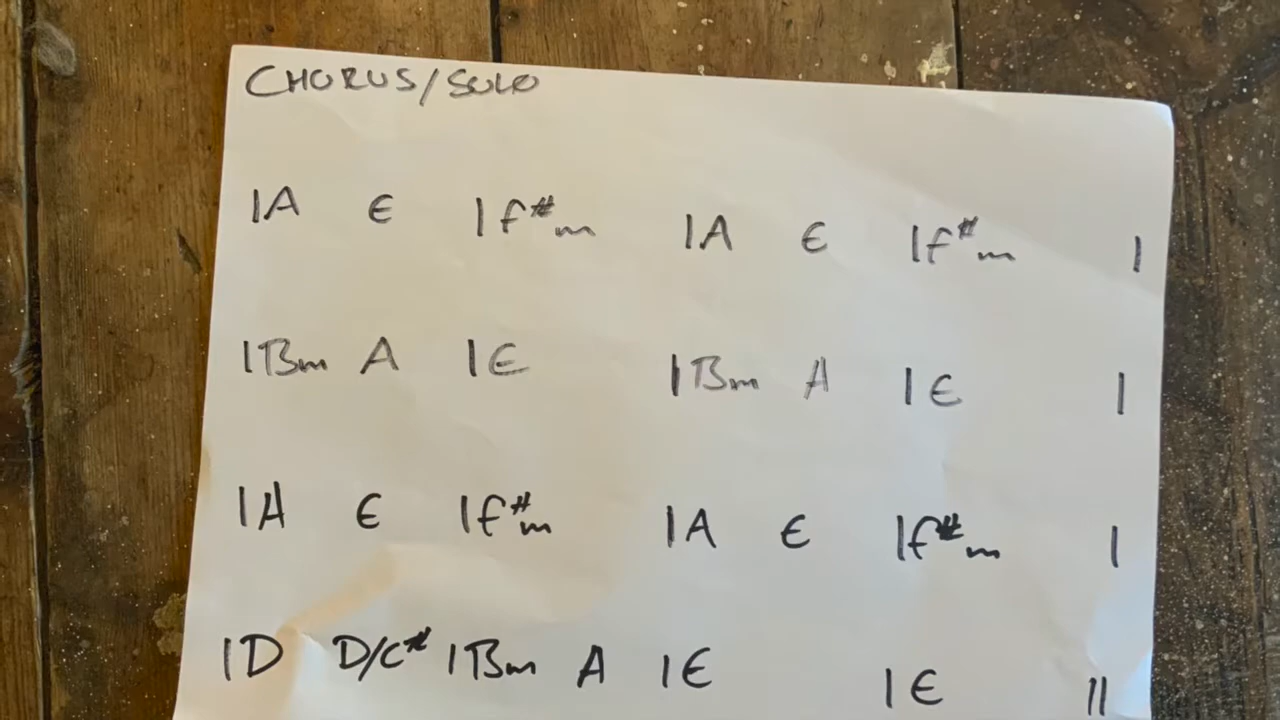 CHORUS/SOLO
|A E |F#m |A E |F#m |
|Bm A |E |Bm A |E |
|A E |F#m |A E |F#m |
|D D/C# |Bm A |E |E ||